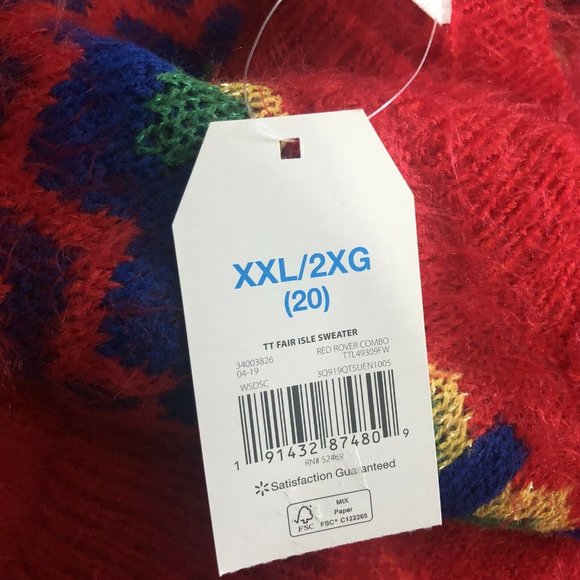 XXL/2XG
(20)
TT FAIR ISLE SWEATER
34003826 RED ROVER COMBO
04-19 TTL49309FW
WSD5C 3Q919QTSUEN1005
1 91432 87480 9
RN# 52469
Satisfaction Guaranteed
MIX
Paper
FSC FSC® C122265